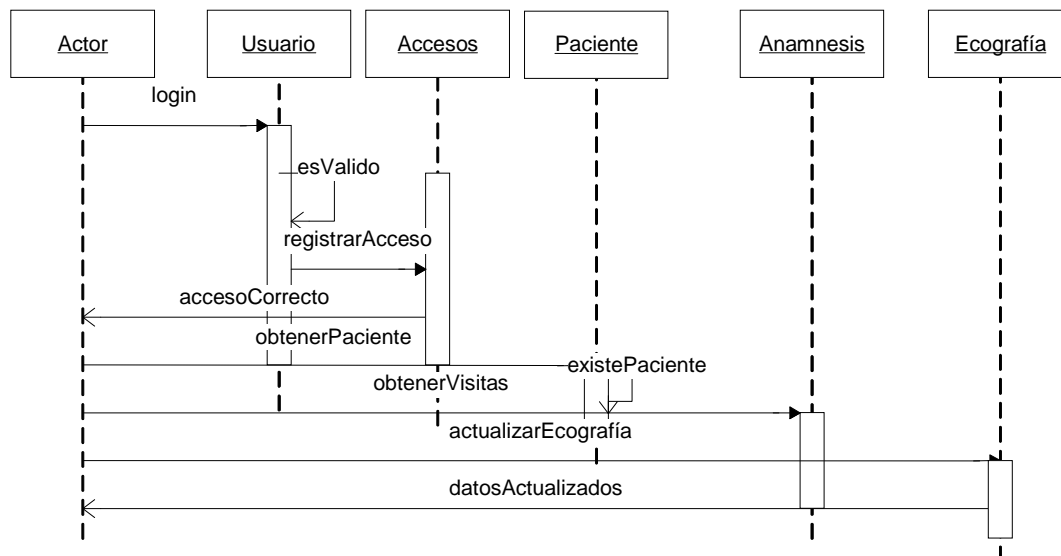 Actor
Usuario
Accesos
Paciente
Anamnesis
Ecografía
login
esValido
registrarAcceso
accesoCorrecto
obtenerPaciente
existePaciente
obtenerVisitas
actualizarEcografía
datosActualizados